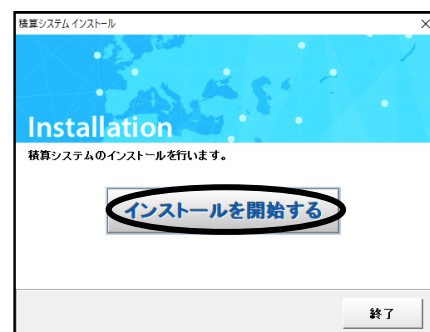 積算システム インストール
Installation
積算システムのインストールを行います。
インストールを開始する
終了